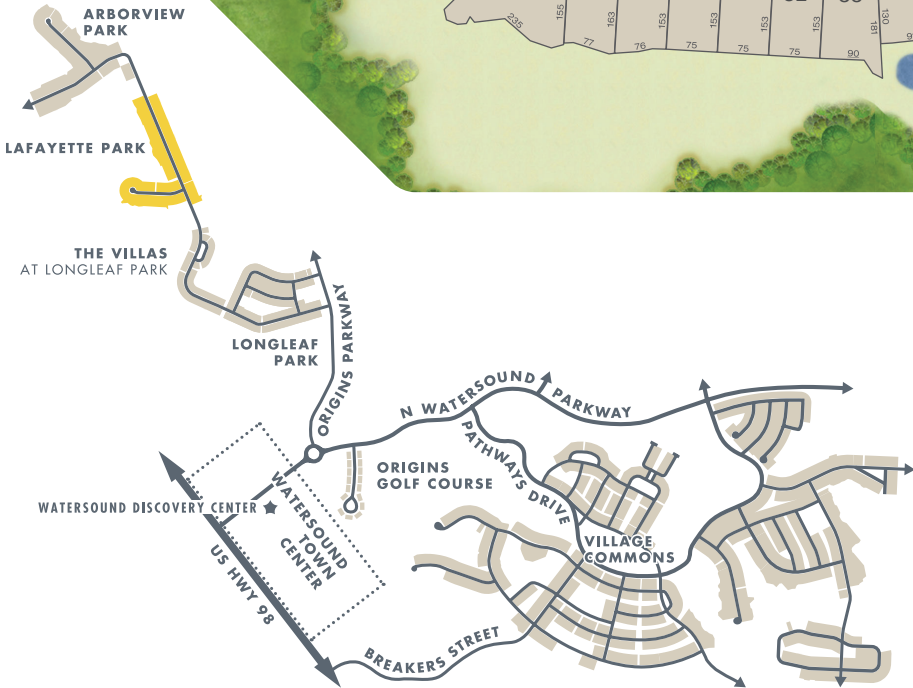 ARBORVIEW
PARK
235
155
163
153
153
153
181
130
77
76
75
75
75
90
LAFAYETTE PARK
THE VILLAS
AT LONGLEAF PARK
LONGLEAF
PARK
ORIGINS PARKWAY
N WATERSOUND PARKWAY
PATHWAYS DRIVE
ORIGINS
GOLF COURSE
WATERSOUND DISCOVERY CENTER
WATERSOUND
TOWN
CENTER
VILLAGE
COMMONS
US HWY 98
BREAKERS STREET